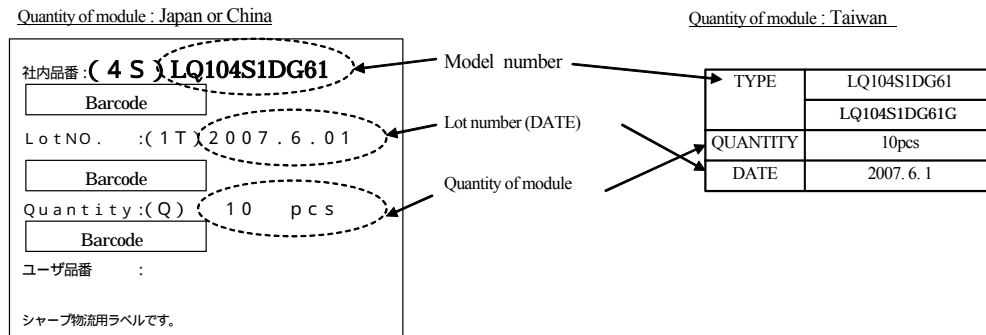 Quantity of module : Japan or China
社内品番 : ( 4 S ) LQ104S1DG61
Barcode
LotNO. :(1T) 2007.6.01
Barcode
Quantity:(Q) 10 pcs
Barcode
ユーザ品番 :
シャープ物流用ラベルです。
Model number
Lot number (DATE)
Quantity of module
Quantity of module : Taiwan
TYPE LQ104S1DG61
LQ104S1DG61G
QUANTITY 10pcs
DATE 2007. 6. 1